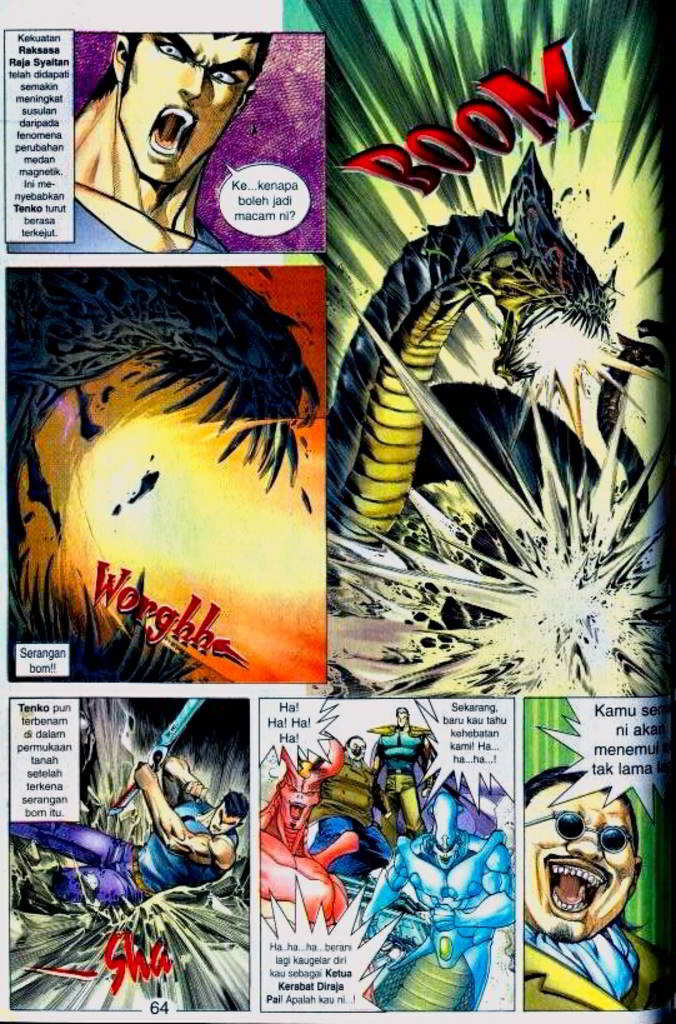 Kekuatan
Raksasa
Raja Syaitan
telah didapati
semakin
meningkat
susulan
daripada
fenomena
perubahan
medan
magnetik.
Ini me-
nyebabkan
Tenko turut
berasa
terkejut.
Ke...kenapa
boleh jadi
macam ni?
BOOM
Worghh
Serangan
bom!!
Tenko pun
terbenam
di dalam
permukaan
tanah
setelah
terkena
serangan
bom itu.
Sha
Ha!
Ha! Ha!
Ha!
Sekarang,
baru kau tahu
kehebatan
kami! Ha...
ha...ha...!
Ha..ha...ha...berani
lagi kaugelar diri
kau sebagai Ketua
Kerabat Diraja
Pai! Apalah kau ni...!
Kamu
ni akan
menemui
tak lama
64